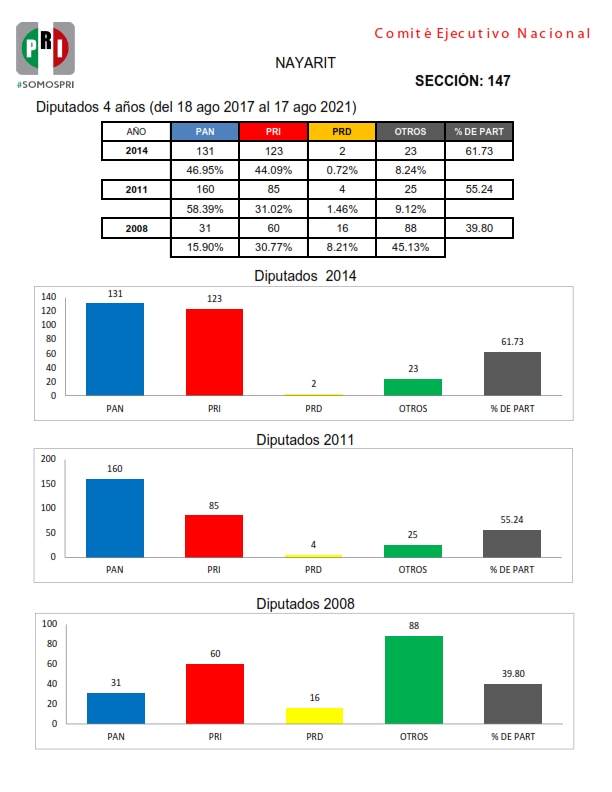 Comité Ejecutivo Nacional
PRI
#SOMOSPRI
NAYARIT
SECCIÓN: 147
Diputados 4 años (del 18 ago 2017 al 17 ago 2021)
AÑO PAN PRI PRD OTROS % DE PART
2014 131 123 2 23 61.73
46.95% 44.09% 0.72% 8.24%
2011 160 85 4 25 55.24
58.39% 31.02% 1.46% 9.12%
2008 31 60 16 88 39.80
15.90% 30.77% 8.21% 45.13%
Diputados 2014
140
120
100
80
60
40
20
0
131
123
2
23
61.73
PAN PRI PRD OTROS % DE PART
Diputados 2011
200
150
100
50
0
160
85
4
25
55.24
PAN PRI PRD OTROS % DE PART
Diputados 2008
100
80
60
40
20
0
31
60
16
88
39.80
PAN PRI PRD OTROS % DE PART